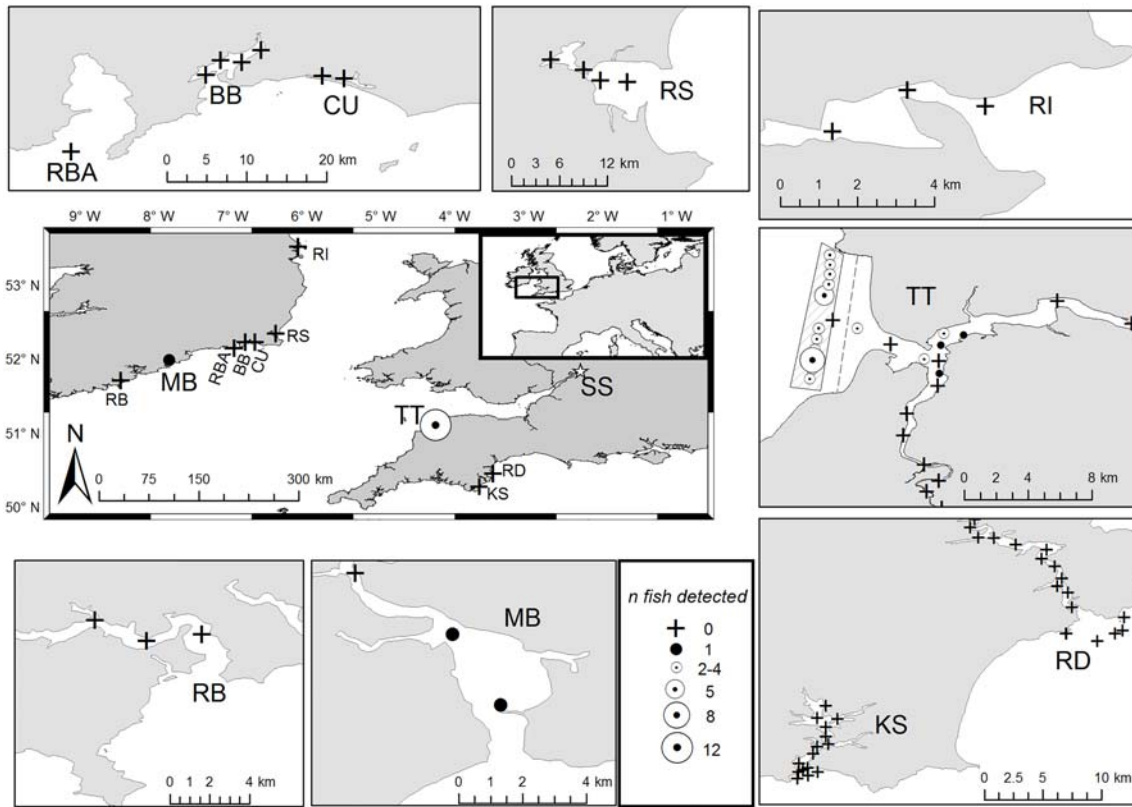 BB
CU
RBA
0 5 10 20 km
RS
0 3 6 12 km
RI
0 1 2 4 km
9° W 8° W 7° W 6° W 5° W 4° W 3° W 2° W 1° W
53° N
52° N
51° N
50° N
RI
RS
RBA
BB
CU
MB
RB
SS
TT
RD
KS
N
0 75 150 300 km
TT
0 2 4 8 km
RB
0 1 2 4 km
MB
0 1 2 4 km
n fish detected
0
1
2-4
5
8
12
RD
KS
0 2.5 5 10 km